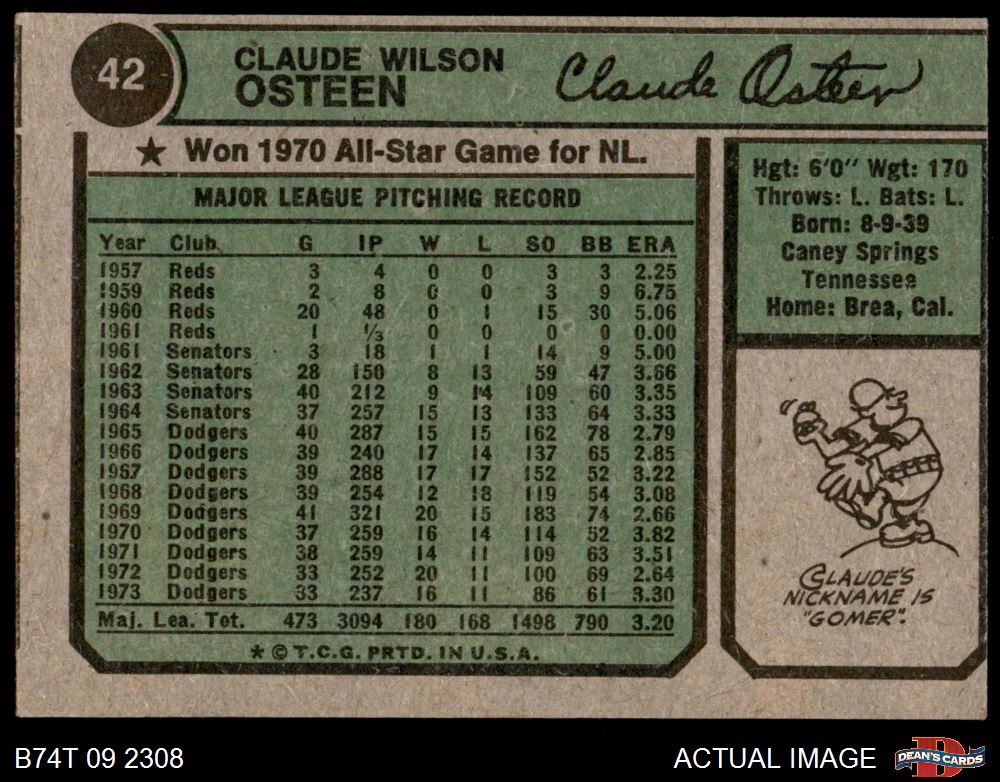 42
CLAUDE WILSON
OSTEEN
Claude Osteen
★ Won 1970 All-Star Game for NL.
MAJOR LEAGUE PITCHING RECORD
Year Club G IP W L SO BB ERA
1957 Reds 3 4 0 0 3 3 2.25
1959 Reds 2 8 0 0 3 9 6.75
1960 Reds 20 48 0 1 15 30 5.06
1961 Reds 1 ⅓ 0 0 0 0 0.00
1961 Senators 3 18 1 1 14 9 5.00
1962 Senators 28 150 8 13 59 47 3.66
1963 Senators 40 212 9 14 109 60 3.35
1964 Senators 37 257 15 13 133 64 3.33
1965 Dodgers 40 287 15 15 162 78 2.79
1966 Dodgers 39 240 17 14 137 65 2.85
1967 Dodgers 39 288 17 17 152 52 3.22
1968 Dodgers 39 254 12 18 119 54 3.08
1969 Dodgers 41 321 20 15 183 74 2.66
1970 Dodgers 37 259 16 14 114 52 3.82
1971 Dodgers 38 259 14 11 109 63 3.51
1972 Dodgers 33 252 20 11 100 69 2.64
1973 Dodgers 33 237 16 11 86 61 3.30
Maj. Lea. Tot. 473 3094 180 168 1498 790 3.20
* © T.C.G. PRTD. IN U.S.A.
Hgt: 6'0" Wgt: 170
Throws: L. Bats: L.
Born: 8-9-39
Caney Springs
Tennessee
Home: Brea, Cal.
CLAUDE'S
NICKNAME IS
"GOMER".
B74T 09 2308
ACTUAL IMAGE
D
DEAN'S CARDS